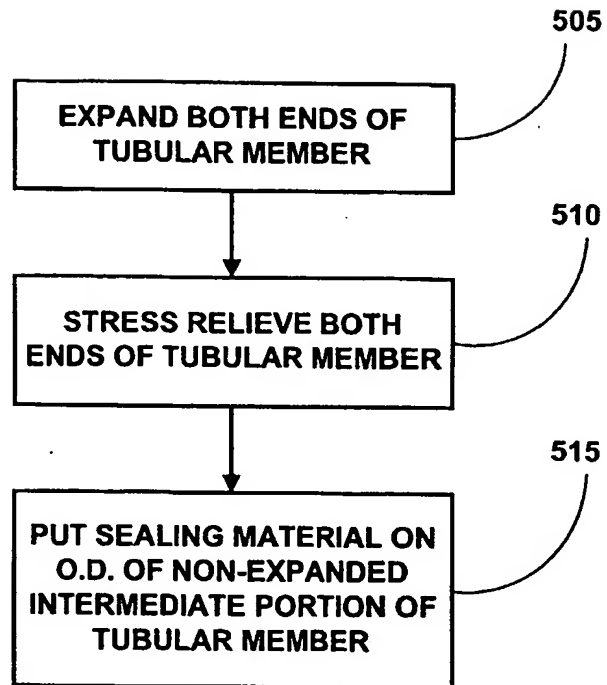 505
EXPAND BOTH ENDS OF
TUBULAR MEMBER
510
STRESS RELIEVE BOTH
ENDS OF TUBULAR MEMBER
515
PUT SEALING MATERIAL ON
O.D. OF NON-EXPANDED
INTERMEDIATE PORTION OF
TUBULAR MEMBER